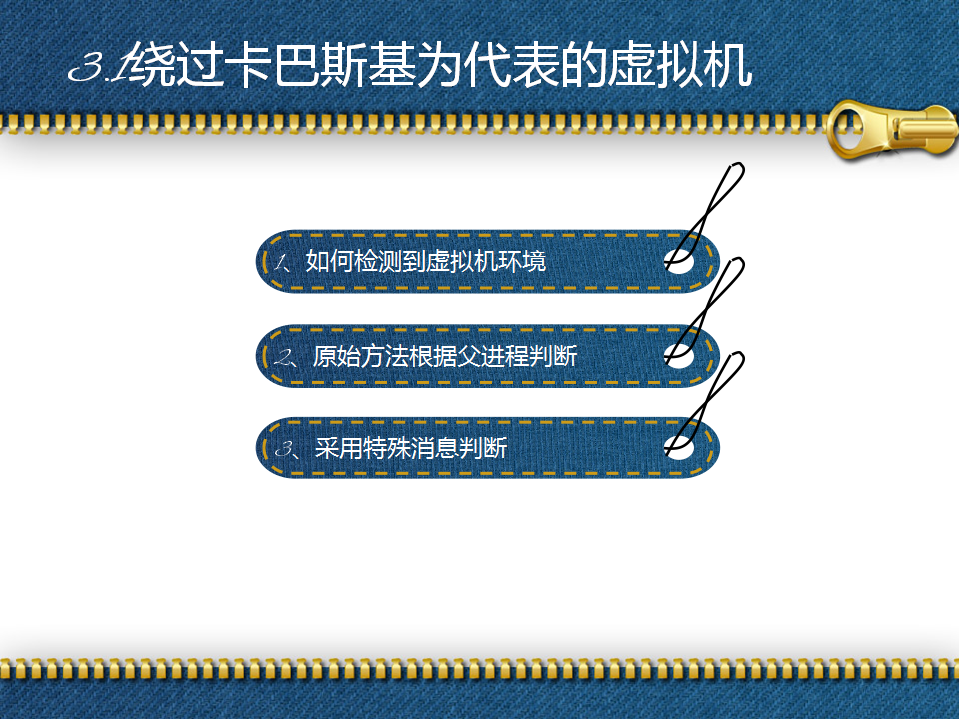 3.1绕过卡巴斯基为代表的虚拟机
1、如何检测到虚拟机环境
2、原始方法根据父进程判断
3、采用特殊消息判断